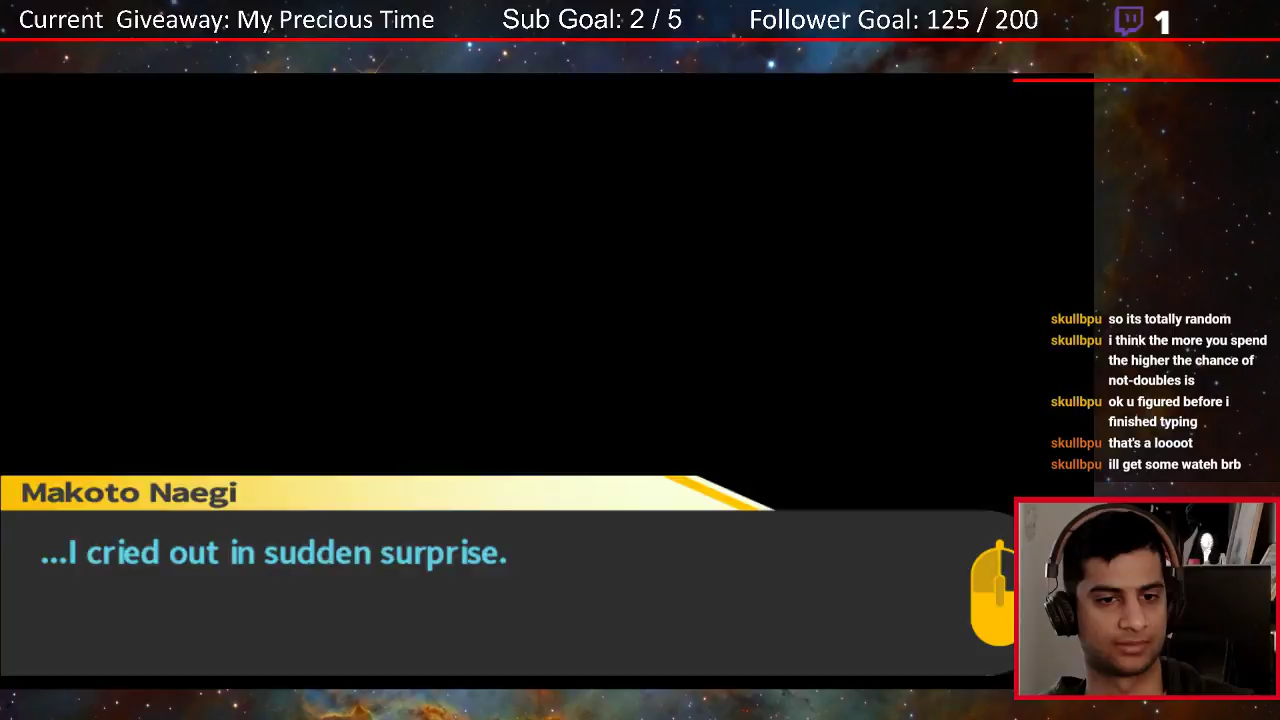 Current  Giveaway: My Precious Time
Sub Goal: 2 / 5
Follower Goal: 125 / 200
1
skullbpu so its totally random
skullbpu i think the more you spend
the higher the chance of
not-doubles is
skullbpu ok u figured before i
finished typing
skullbpu that's a loooot
skullbpu ill get some wateh brb
Makoto Naegi
...I cried out in sudden surprise.